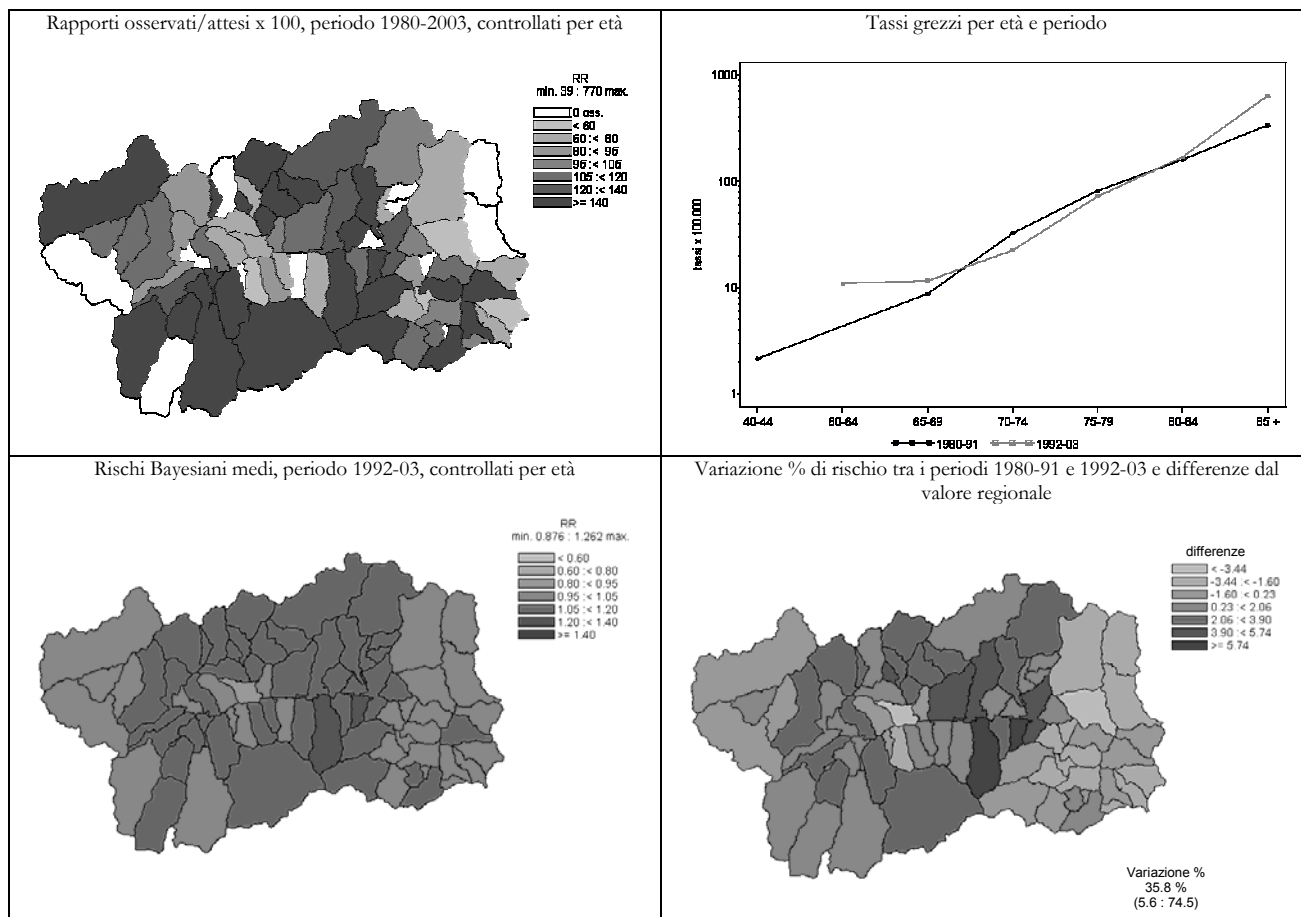 Rapporti osservati/attesi x 100, periodo 1980-2003, controllati per età
RR
min. 39 : 770 max.
0 oss.
< 60
60 :< 80
80 :< 95
95 :< 105
105 :< 120
120 :< 140
>= 140
Tassi grezzi per età e periodo
1000
100
10
1
tassi x 100.000
40-44
60-64
65-69
70-74
75-79
80-84
85 +
1980-91
1992-03
Rischi Bayesiani medi, periodo 1992-03, controllati per età
RR
min. 0.876 : 1.262 max.
< 0.60
0.60 :< 0.80
0.80 :< 0.95
0.95 :< 1.05
1.05 :< 1.20
1.20 :< 1.40
>= 1.40
Variazione % di rischio tra i periodi 1980-91 e 1992-03 e differenze dal
valore regionale
differenze
< -3.44
-3.44 :< -1.60
-1.60 :< 0.23
0.23 :< 2.06
2.06 :< 3.90
3.90 :< 5.74
>= 5.74
Variazione %
35.8 %
(5.6 : 74.5)